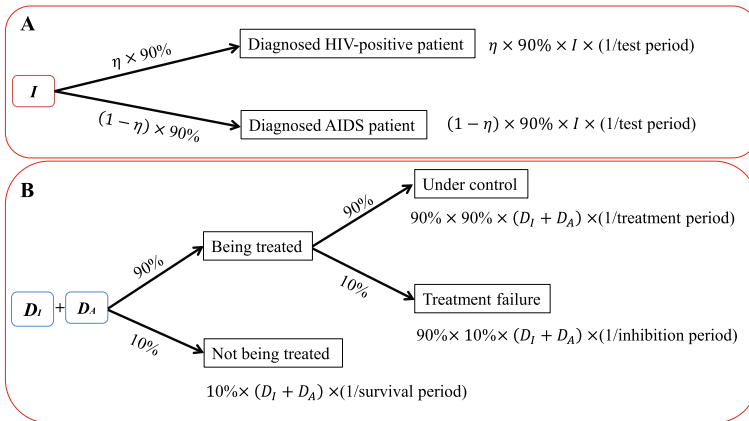 A
η × 90%
Diagnosed HIV-positive patient
η × 90% × I × (1/test period)
I
(1 − η) × 90%
Diagnosed AIDS patient
(1 − η) × 90% × I × (1/test period)
B
Under control
90%
90% × 90% × (D_I + D_A) ×(1/treatment period)
Being treated
90%
10%
Treatment failure
D_I + D_A
90%× 10%× (D_I + D_A) ×(1/inhibition period)
10%
Not being treated
10%× (D_I + D_A) ×(1/survival period)